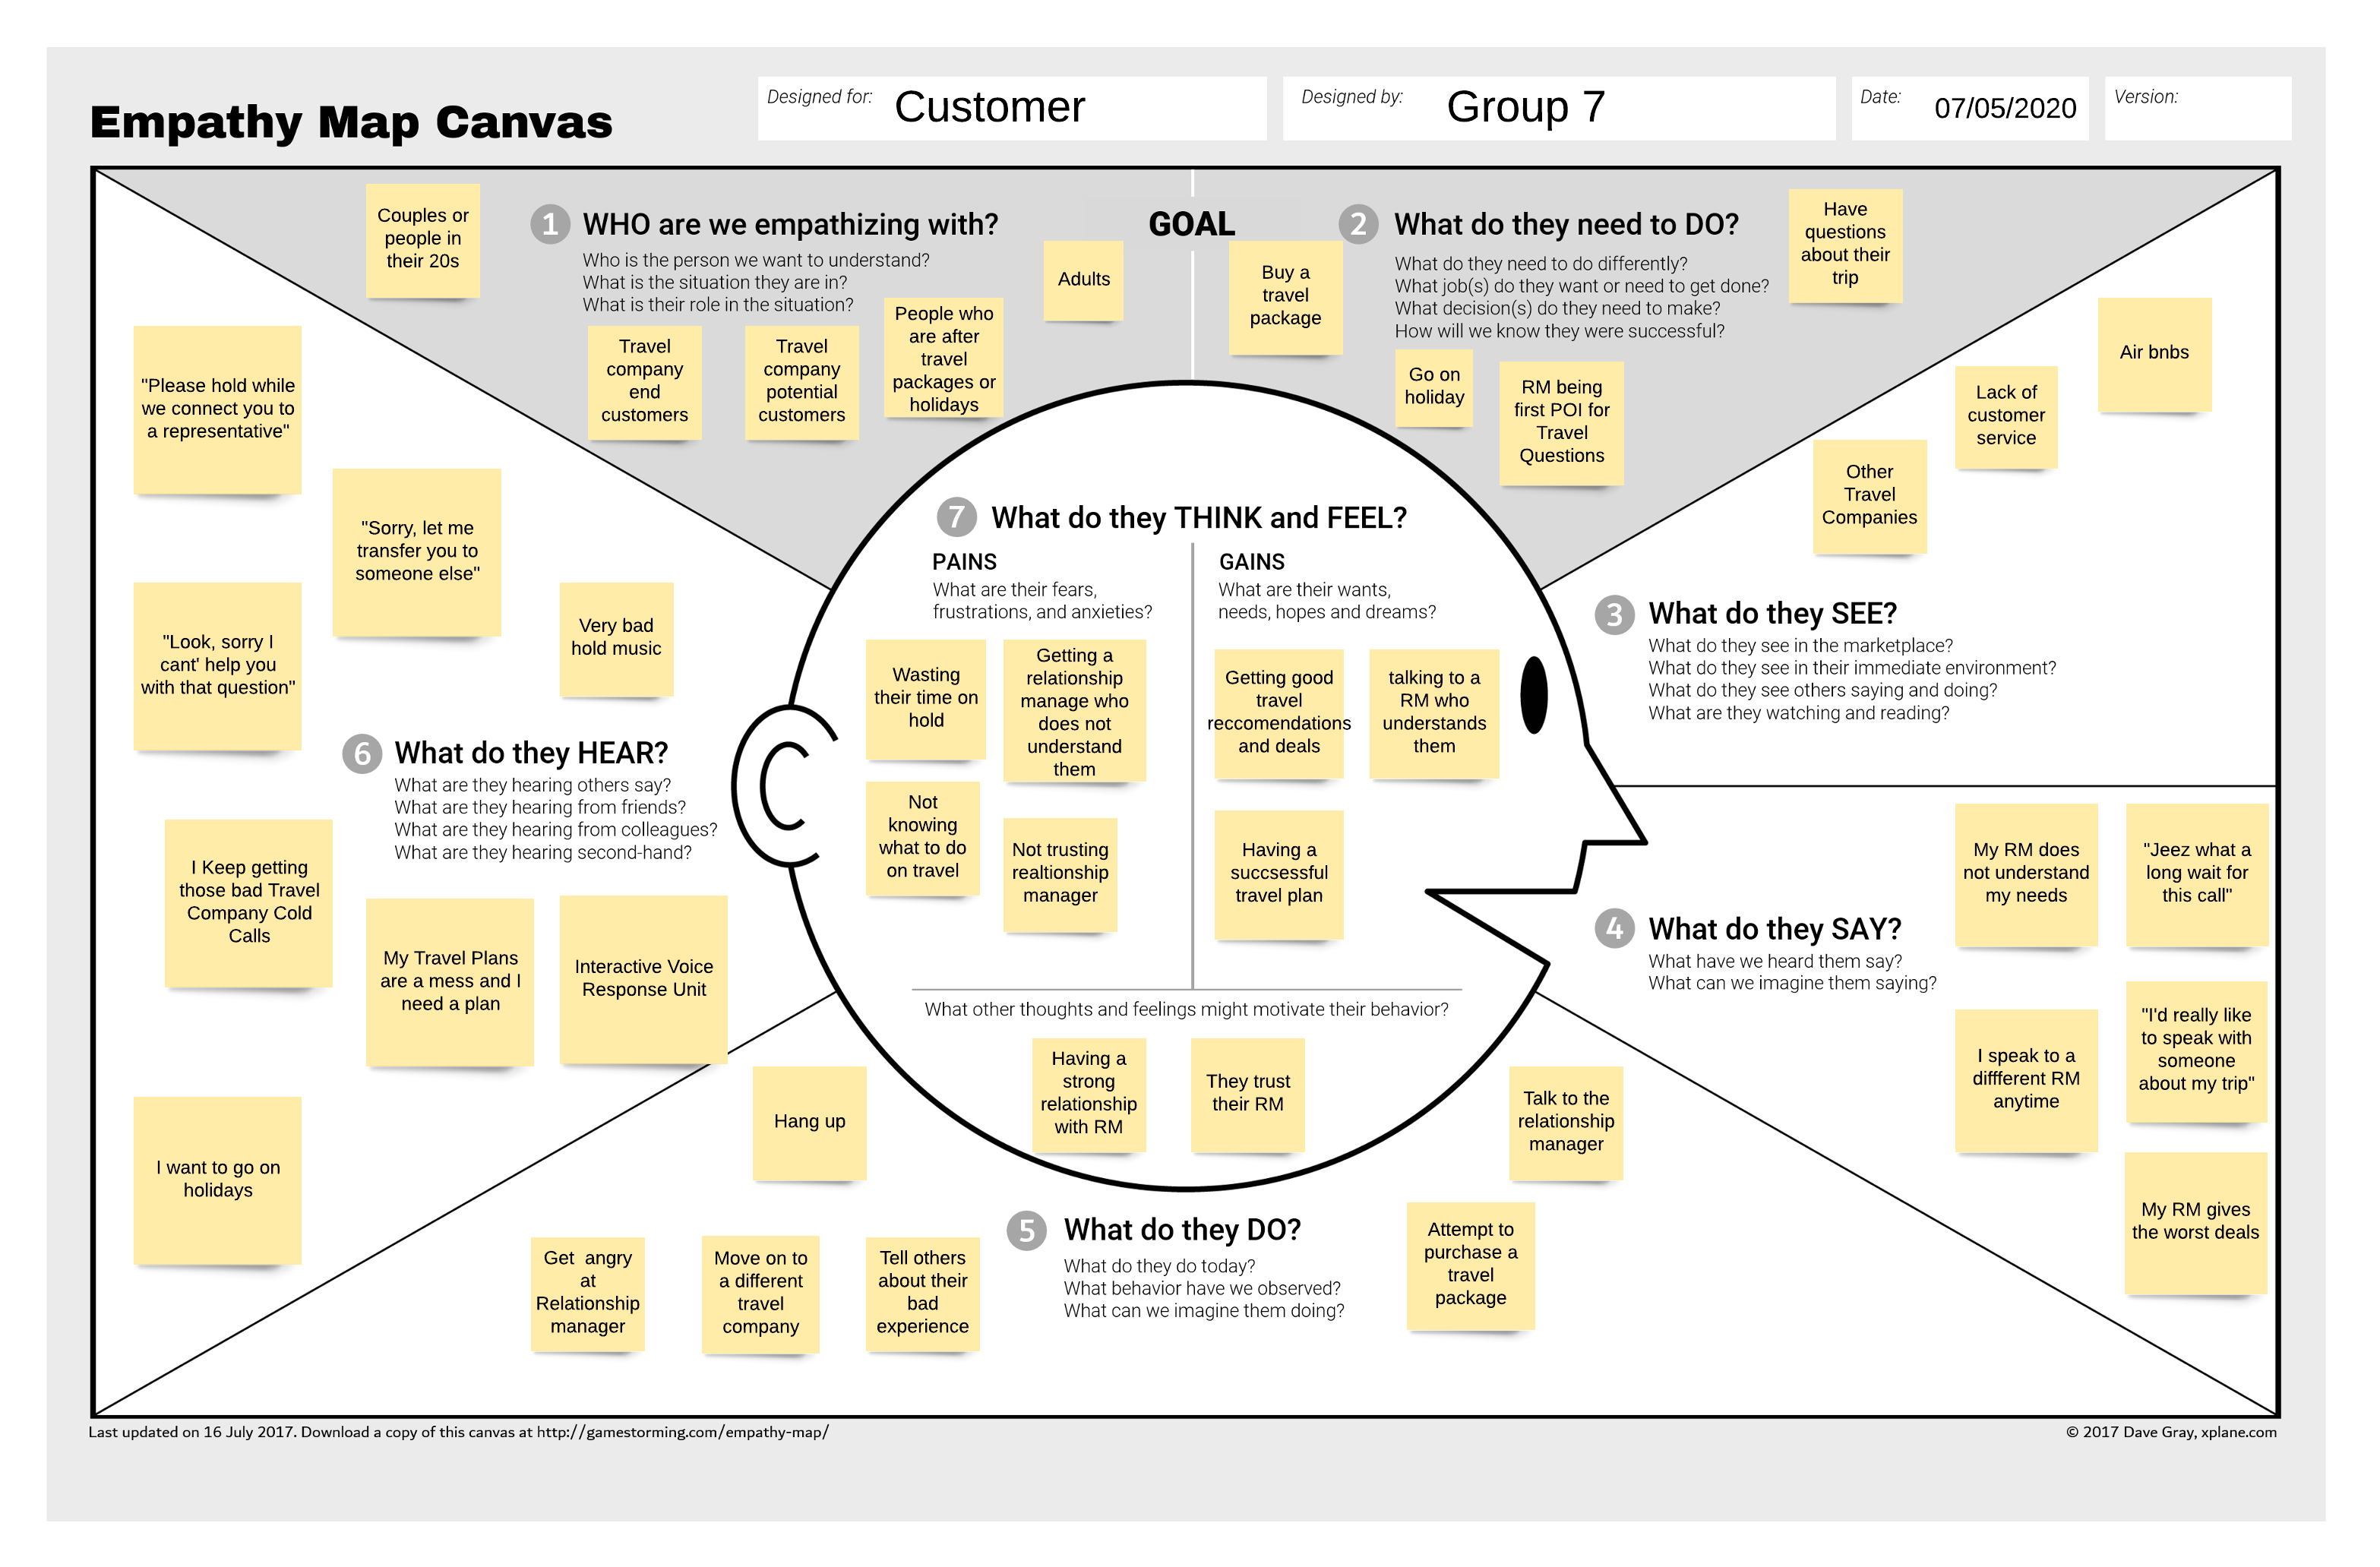 Empathy Map Canvas
Designed for:
Customer
Designed by:
Group 7
Date:
07/05/2020
Version:
Couples or
people in
their 20s
1
WHO are we empathizing with?
Who is the person we want to understand?
What is the situation they are in?
What is their role in the situation?
Travel
company
end
customers
Travel
company
potential
customers
People who
are after
travel
packages or
holidays
Adults
GOAL
Buy a
travel
package
2
What do they need to DO?
What do they need to do differently?
What job(s) do they want or need to get done?
What decision(s) do they need to make?
How will we know they were successful?
Have
questions
about their
trip
Go on
holiday
RM being
first POI for
Travel
Questions
Air bnbs
Lack of
customer
service
Other
Travel
Companies
3
What do they SEE?
What do they see in the marketplace?
What do they see in their immediate environment?
What do they see others saying and doing?
What are they watching and reading?
My RM does
not understand
my needs
"Jeez what a
long wait for
this call"
4
What do they SAY?
What have we heard them say?
What can we imagine them saying?
I speak to a
diffferent RM
anytime
"I'd really like
to speak with
someone
about my trip"
My RM gives
the worst deals
Hang up
Talk to the
relationship
manager
5
What do they DO?
What do they do today?
What behavior have we observed?
What can we imagine them doing?
Get  angry
at
Relationship
manager
Move on to
a different
travel
company
Tell others
about their
bad
experience
Attempt to
purchase a
travel
package
"Please hold while
we connect you to
a representative"
"Sorry, let me
transfer you to
someone else"
"Look, sorry I
cant' help you
with that question"
Very bad
hold music
6
What do they HEAR?
What are they hearing others say?
What are they hearing from friends?
What are they hearing from colleagues?
What are they hearing second-hand?
I Keep getting
those bad Travel
Company Cold
Calls
My Travel Plans
are a mess and I
need a plan
Interactive Voice
Response Unit
I want to go on
holidays
7
What do they THINK and FEEL?
PAINS
What are their fears,
frustrations, and anxieties?
Wasting
their time on
hold
Getting a
relationship
manage who
does not
understand
them
Not
knowing
what to do
on travel
Not trusting
realtionship
manager
GAINS
What are their wants,
needs, hopes and dreams?
Getting good
travel
reccomendations
and deals
talking to a
RM who
understands
them
Having a
succsessful
travel plan
What other thoughts and feelings might motivate their behavior?
Having a
strong
relationship
with RM
They trust
their RM
Last updated on 16 July 2017. Download a copy of this canvas at http://gamestorming.com/empathy-map/
© 2017 Dave Gray, xplane.com